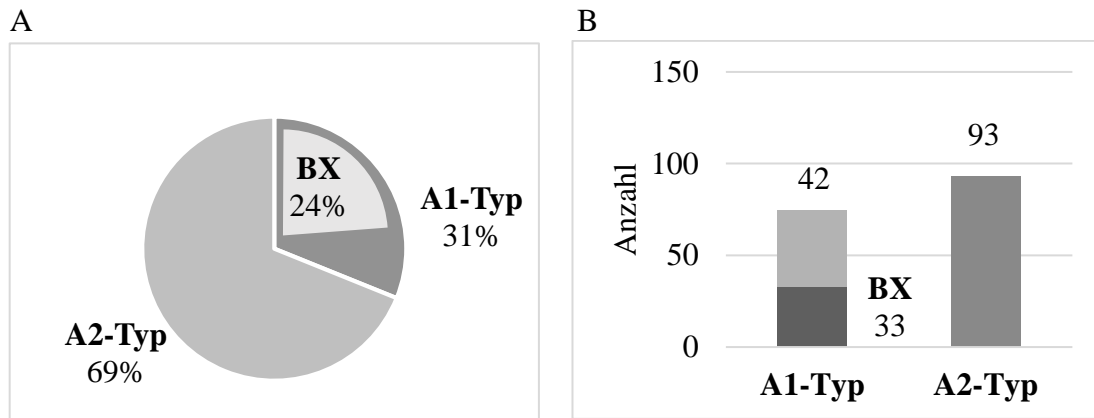 A
BX
24%
A1-Typ
31%
A2-Typ
69%
B
Anzahl
150
100
50
0
42
BX
33
93
A1-Typ
A2-Typ